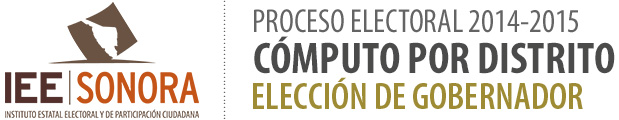 IEE|SONORA
INSTITUTO ESTATAL ELECTORAL Y DE PARTICIPACIÓN CIUDADANA
PROCESO ELECTORAL 2014-2015
CÓMPUTO POR DISTRITO
ELECCIÓN DE GOBERNADOR